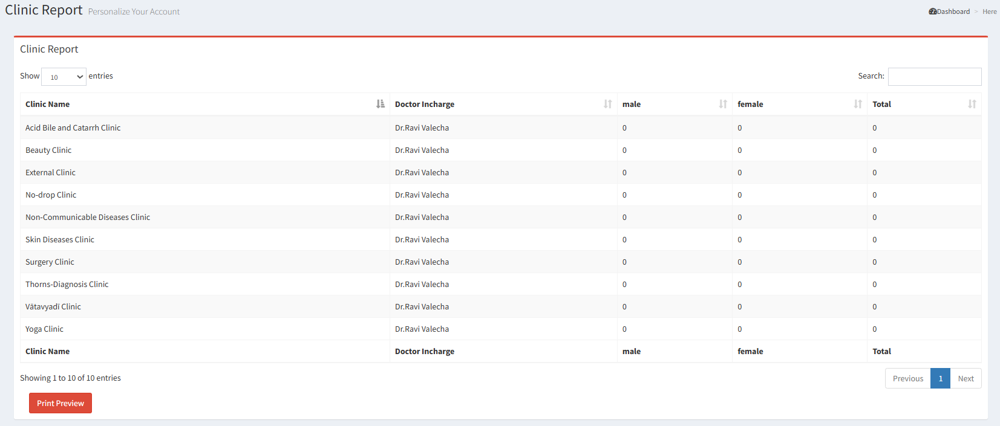 Clinic Report Personalize Your Account
Dashboard > Here
Clinic Report
Show 10 entries
Search:
Clinic Name Doctor Incharge male female Total
Acid Bile and Catarrh Clinic Dr.Ravi Valecha 0 0 0
Beauty Clinic Dr.Ravi Valecha 0 0 0
External Clinic Dr.Ravi Valecha 0 0 0
No-drop Clinic Dr.Ravi Valecha 0 0 0
Non-Communicable Diseases Clinic Dr.Ravi Valecha 0 0 0
Skin Diseases Clinic Dr.Ravi Valecha 0 0 0
Surgery Clinic Dr.Ravi Valecha 0 0 0
Thorns-Diagnosis Clinic Dr.Ravi Valecha 0 0 0
Vātavyadī Clinic Dr.Ravi Valecha 0 0 0
Yoga Clinic Dr.Ravi Valecha 0 0 0
Clinic Name Doctor Incharge male female Total
Showing 1 to 10 of 10 entries
Previous 1 Next
Print Preview